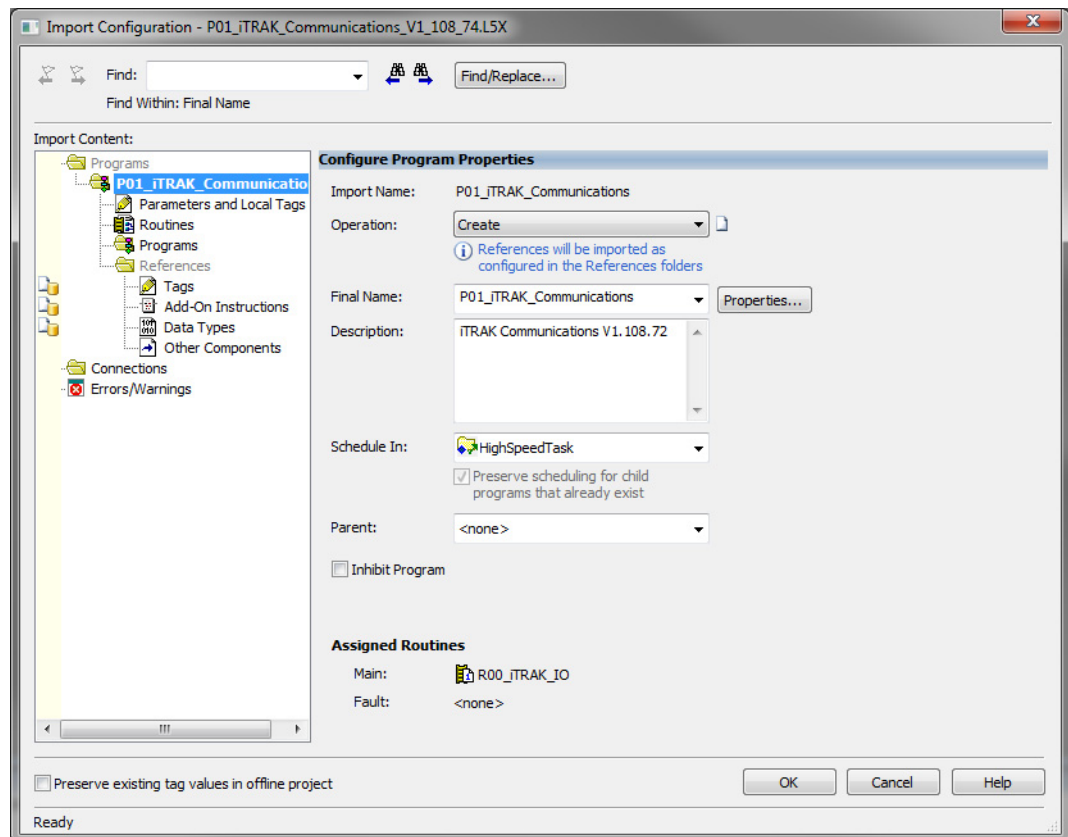 Import Configuration - P01_iTRAK_Communications_V1_108_74.L5X
Find:
Find/Replace...
Find Within: Final Name
Import Content:
Programs
P01_iTRAK_Communicatio
Parameters and Local Tags
Routines
Programs
References
Tags
Add-On Instructions
Data Types
Other Components
Connections
Errors/Warnings
Configure Program Properties
Import Name: P01_iTRAK_Communications
Operation: Create
References will be imported as
configured in the References folders
Final Name: P01_iTRAK_Communications Properties...
Description: iTRAK Communications V1.108.72
Schedule In: HighSpeedTask
Preserve scheduling for child
programs that already exist
Parent: <none>
Inhibit Program
Assigned Routines
Main: R00_iTRAK_IO
Fault: <none>
Preserve existing tag values in offline project
OK Cancel Help
Ready